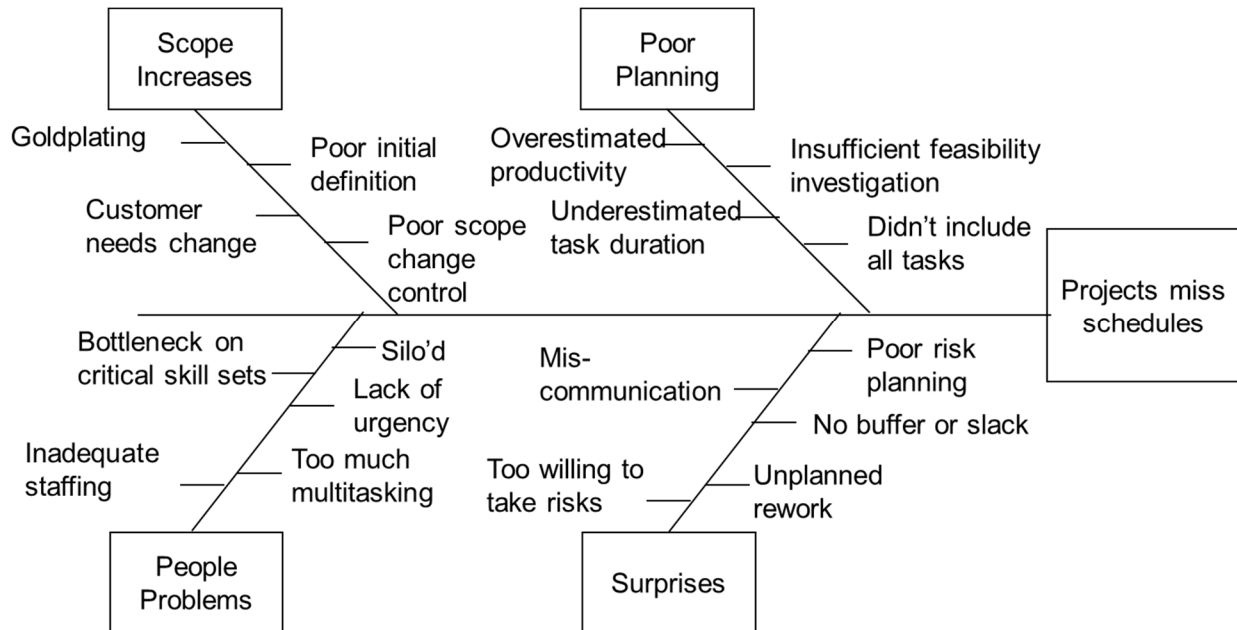 Scope
Increases
Poor
Planning
Goldplating
Poor initial
definition
Customer
needs change
Poor scope
change
control
Overestimated
productivity
Insufficient feasibility
investigation
Underestimated
task duration
Didn’t include
all tasks
Projects miss
schedules
Bottleneck on
critical skill sets
Silo’d
Lack of
urgency
Inadequate
staffing
Too much
multitasking
Mis-
communication
Poor risk
planning
No buffer or slack
Too willing to
take risks
Unplanned
rework
People
Problems
Surprises